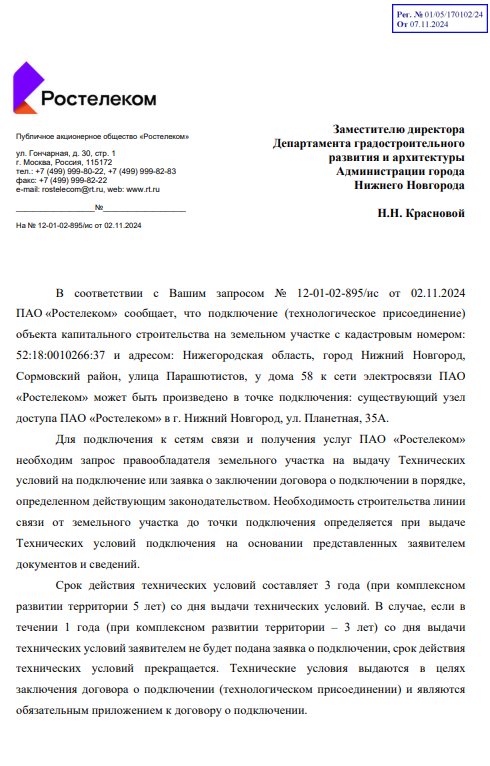 Рег. № 01/05/170102/24
От 07.11.2024
Ростелеком
Публичное акционерное общество «Ростелеком»
ул. Гончарная, д. 30, стр. 1
г. Москва, Россия, 115172
тел.: +7 (499) 999-80-22, +7 (499) 999-82-83
факс: +7 (499) 999-82-22
e-mail: rostelecom@rt.ru, web: www.rt.ru
___________________№____________________
На № 12-01-02-895/ис от 02.11.2024
Заместителю директора
Департамента градостроительного
развития и архитектуры
Администрации города
Нижнего Новгорода
Н.Н. Красновой
В соответствии с Вашим запросом № 12-01-02-895/ис от 02.11.2024
ПАО «Ростелеком» сообщает, что подключение (технологическое присоединение)
объекта капитального строительства на земельном участке с кадастровым номером:
52:18:0010266:37 и адресом: Нижегородская область, город Нижний Новгород,
Сормовский район, улица Парашютистов, у дома 58 к сети электросвязи ПАО
«Ростелеком» может быть произведено в точке подключения: существующий узел
доступа ПАО «Ростелеком» в г. Нижний Новгород, ул. Планетная, 35А.
Для подключения к сетям связи и получения услуг ПАО «Ростелеком»
необходим запрос правообладателя земельного участка на выдачу Технических
условий на подключение или заявка о заключении договора о подключении в порядке,
определенном действующим законодательством. Необходимость строительства линии
связи от земельного участка до точки подключения определяется при выдаче
Технических условий подключения на основании представленных заявителем
документов и сведений.
Срок действия технических условий составляет 3 года (при комплексном
развитии территории 5 лет) со дня выдачи технических условий. В случае, если в
течении 1 года (при комплексном развитии территории – 3 лет) со дня выдачи
технических условий заявителем не будет подана заявка о подключении, срок действия
технических условий прекращается. Технические условия выдаются в целях
заключения договора о подключении (технологическом присоединении) и являются
обязательным приложением к договору о подключении.